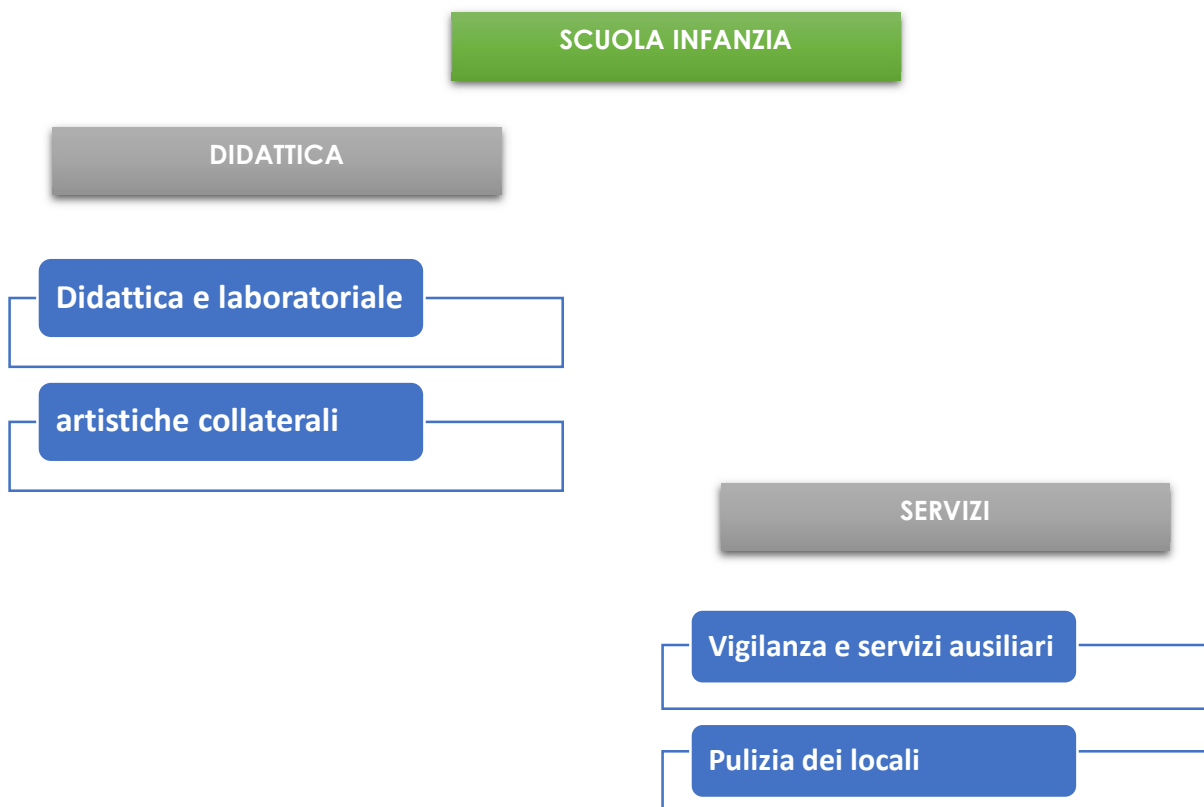 SCUOLA INFANZIA
DIDATTICA
Didattica e laboratoriale
artistiche collaterali
SERVIZI
Vigilanza e servizi ausiliari
Pulizia dei locali